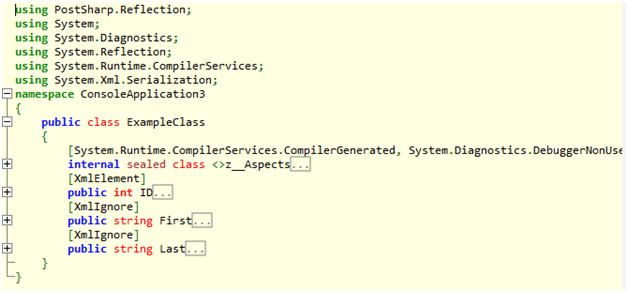 using PostSharp.Reflection;
using System;
using System.Diagnostics;
using System.Reflection;
using System.Runtime.CompilerServices;
using System.Xml.Serialization;
namespace ConsoleApplication3
{
public class ExampleClass
{
[System.Runtime.CompilerServices.CompilerGenerated, System.Diagnostics.DebuggerNonUse
internal sealed class <>z__Aspects...
[XmlElement]
public int ID...
[XmlIgnore]
public string First...
[XmlIgnore]
public string Last...
}
}